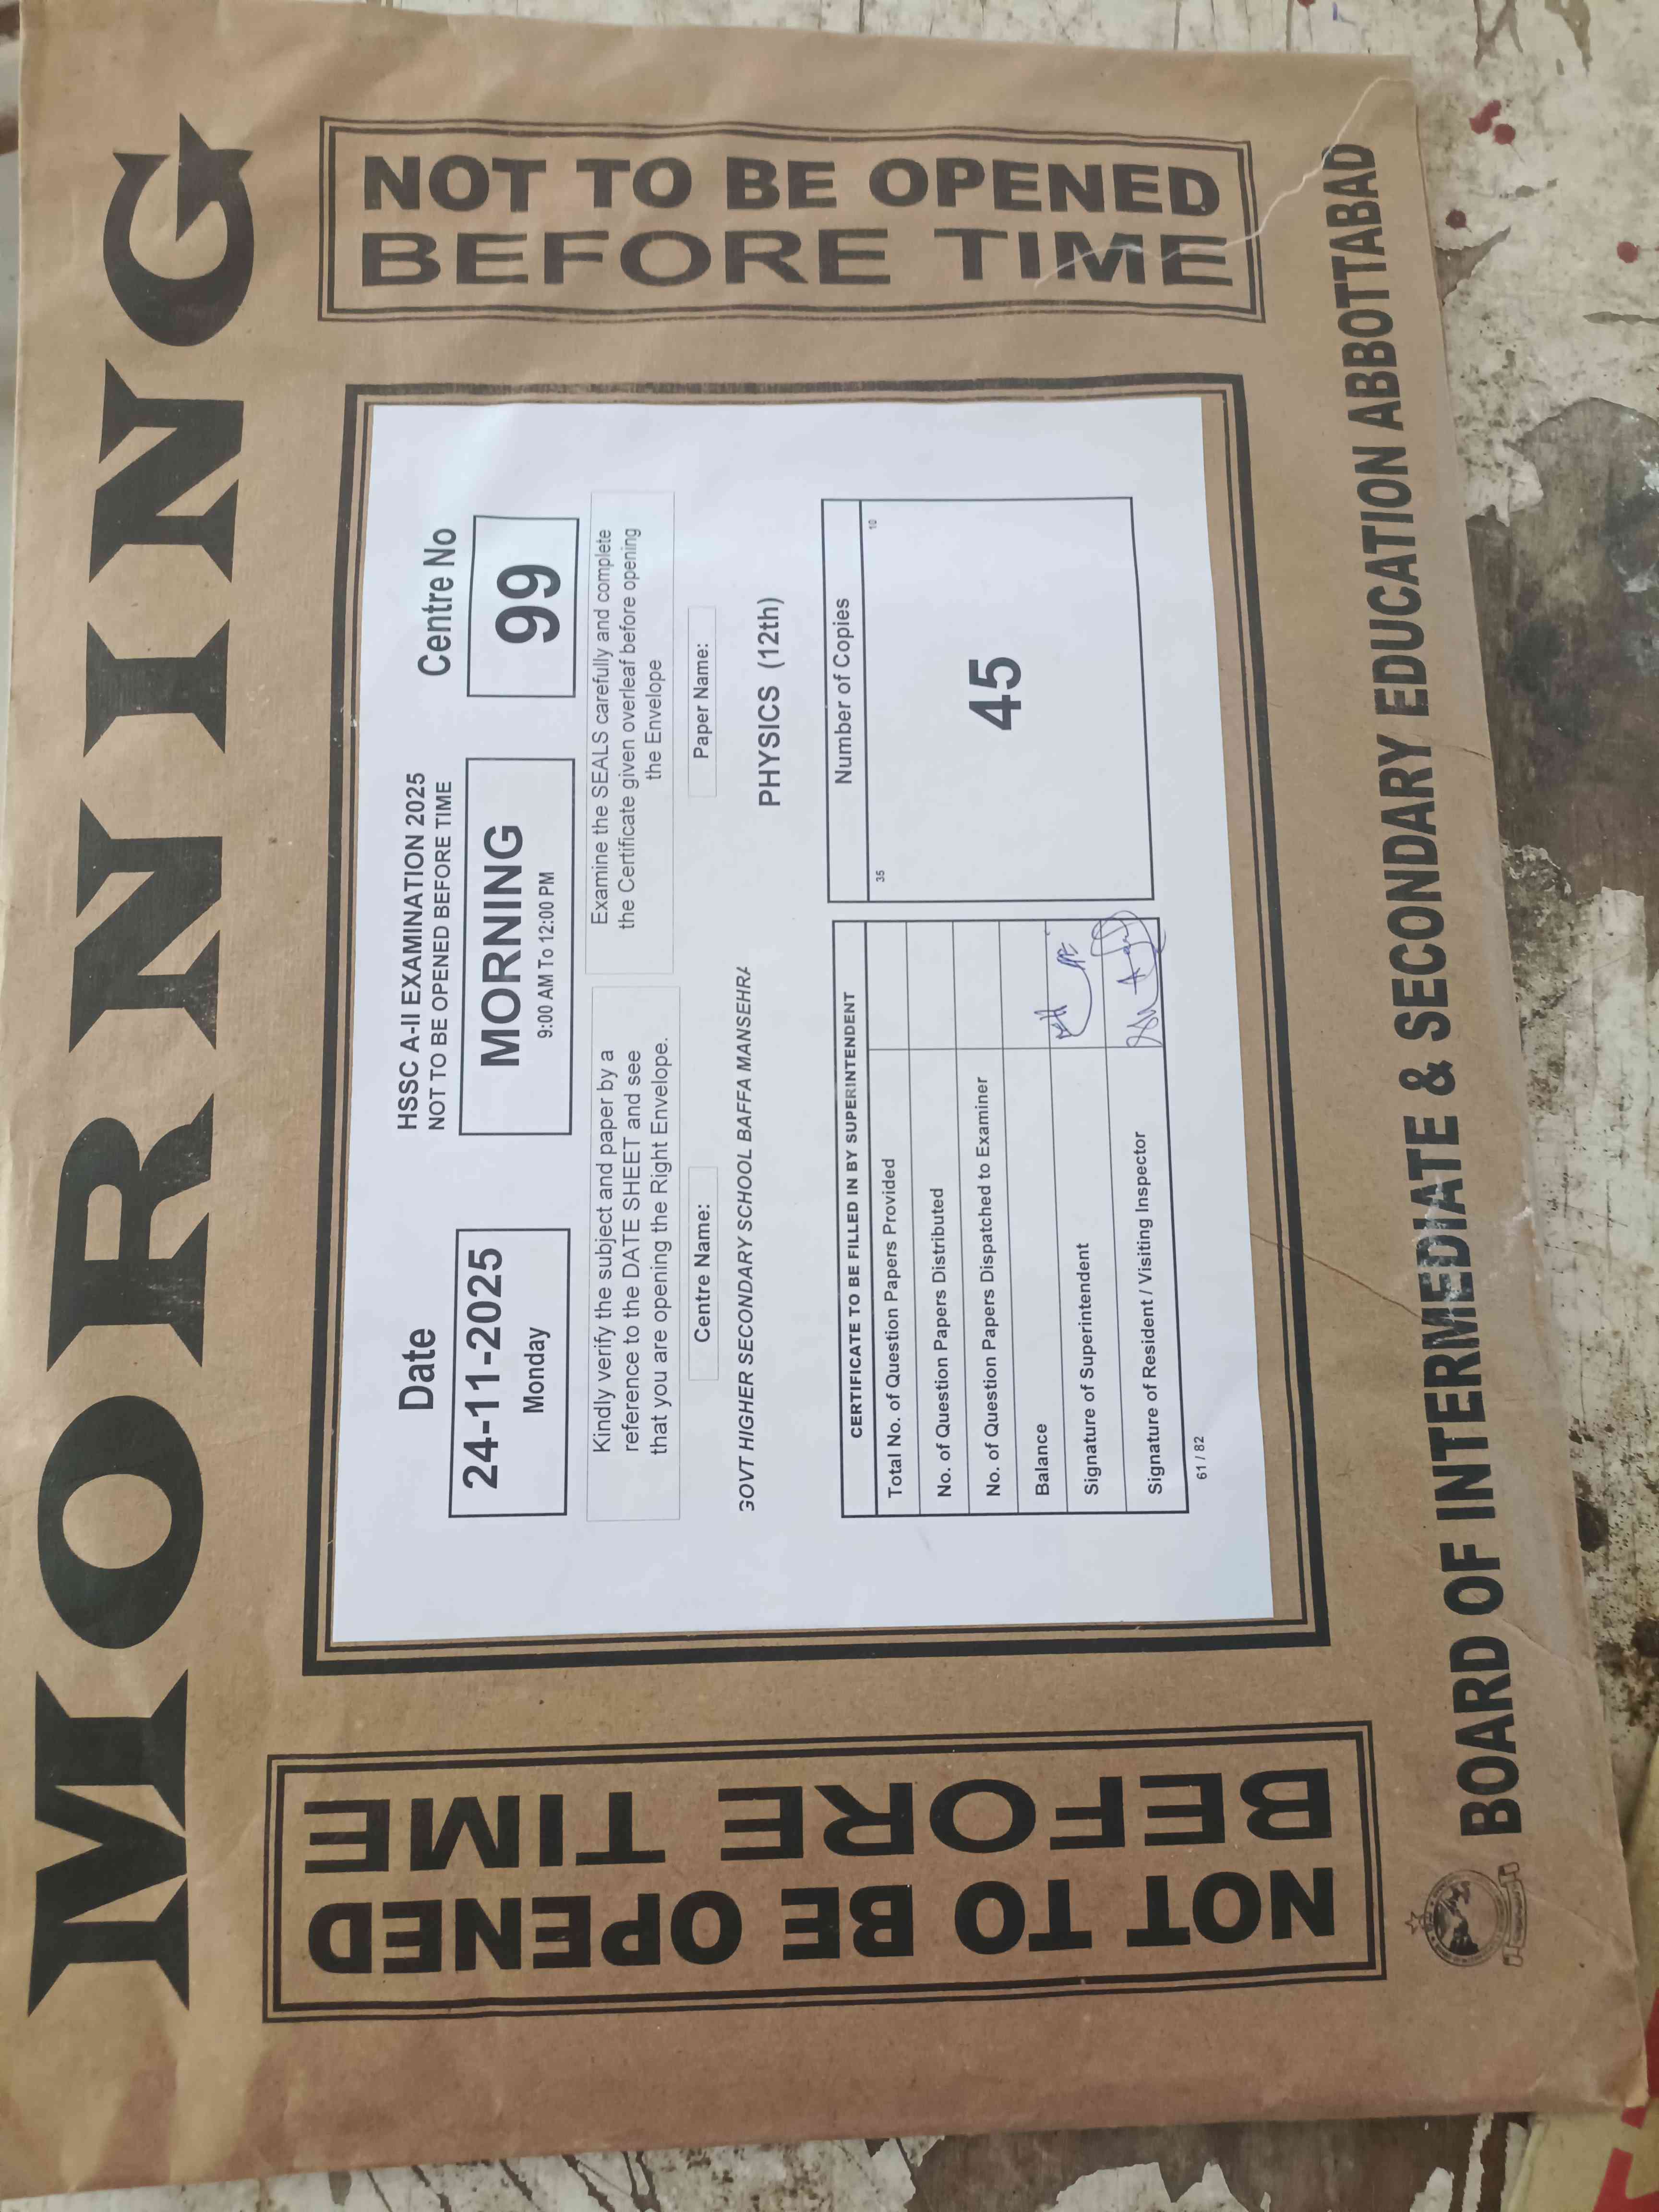 MORNING
NOT TO BE OPENED
BEFORE TIME
Date
24-11-2025
Monday
HSSC A-II EXAMINATION 2025
NOT TO BE OPENED BEFORE TIME
MORNING
9:00 AM To 12:00 PM
Centre No
99
Kindly verify the subject and paper by a
reference to the DATE SHEET and see
that you are opening the Right Envelope.
Examine the SEALS carefully and complete
the Certificate given overleaf before opening
the Envelope
Centre Name:
Paper Name:
GOVT HIGHER SECONDARY SCHOOL BAFFA MANSEHRA
PHYSICS (12th)
CERTIFICATE TO BE FILLED IN BY SUPERINTENDENT
Total No. of Question Papers Provided
No. of Question Papers Distributed
No. of Question Papers Dispatched to Examiner
Balance
Signature of Superintendent
Signature of Resident / Visiting Inspector
Number of Copies
35
10
45
61 / 82
NOT TO BE OPENED
BEFORE TIME
BOARD OF INTERMEDIATE & SECONDARY EDUCATION ABBOTTABAD